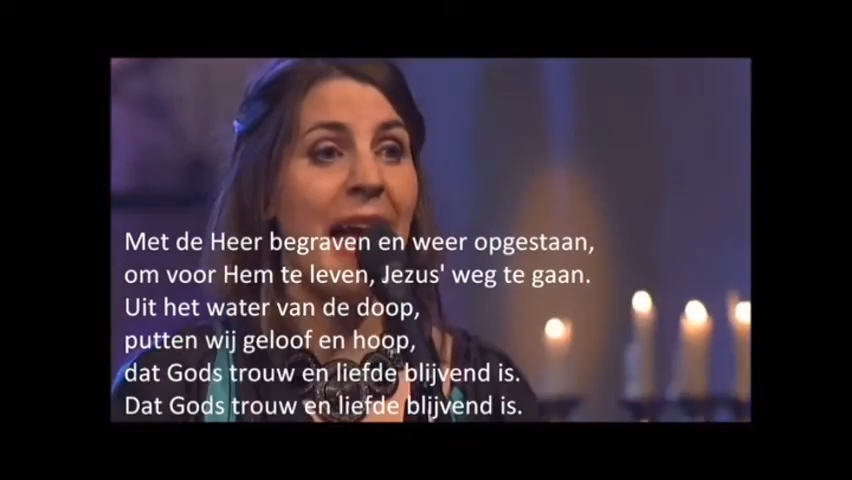 Met de Heer begraven en weer opgestaan,
om voor Hem te leven, Jezus' weg te gaan.
Uit het water van de doop,
putten wij geloof en hoop,
dat Gods trouw en liefde blijvend is.
Dat Gods trouw en liefde blijvend is.